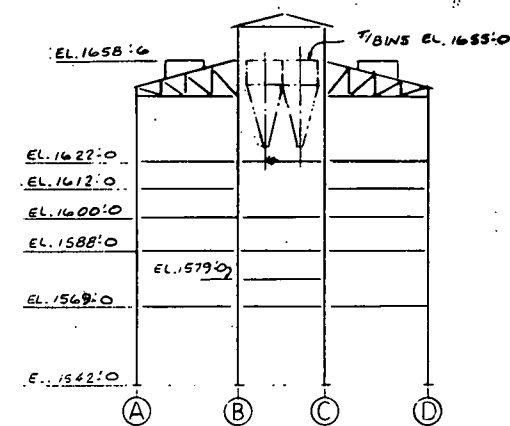 EL. 1658'-6
T/BINS EL. 1655'-0
EL. 1622'-0
EL. 1612'-0
EL. 1600'-0
EL. 1588'-0
EL. 1579'-0
EL. 1569'-0
E.. 1542'-0
A B C D